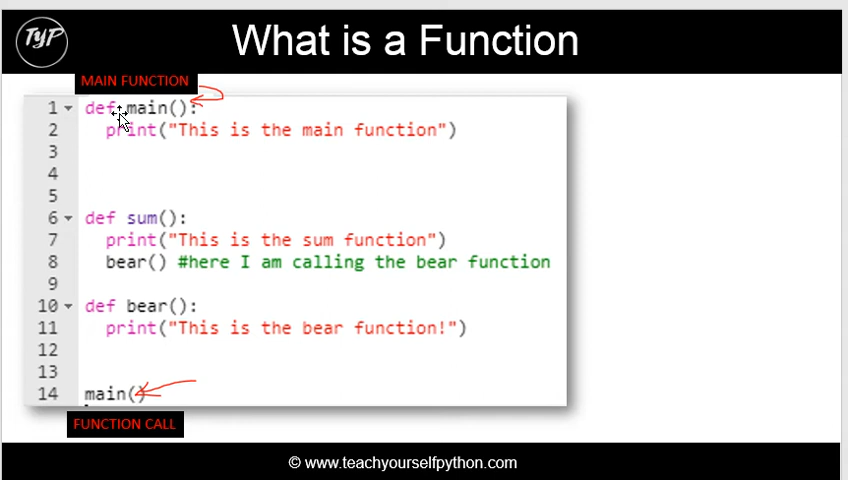 TYP
What is a Function
MAIN FUNCTION
1 def main():
2 print("This is the main function")
3
4
5
6 def sum():
7 print("This is the sum function")
8 bear() #here I am calling the bear function
9
10 def bear():
11 print("This is the bear function!")
12
13
14 main()
FUNCTION CALL
© www.teachyourselfpython.com